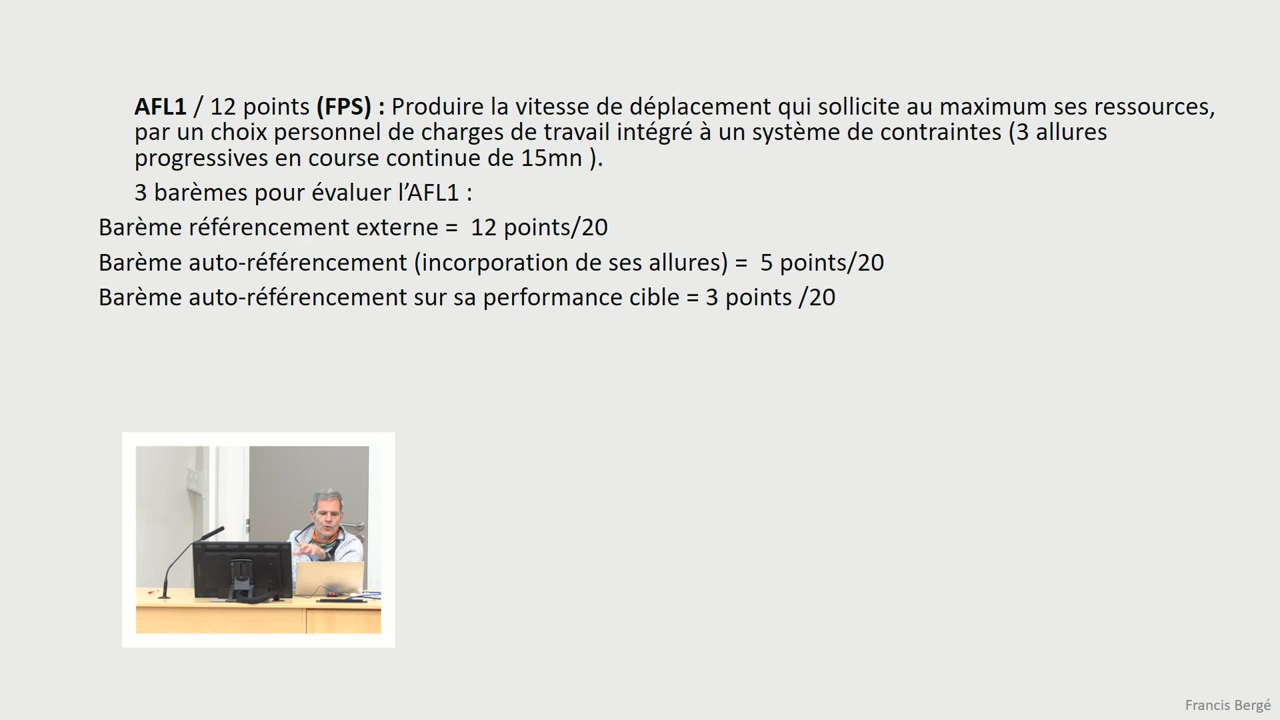 AFL1 / 12 points (FPS) : Produire la vitesse de déplacement qui sollicite au maximum ses ressources,
par un choix personnel de charges de travail intégré à un système de contraintes (3 allures
progressives en course continue de 15mn ).
3 barèmes pour évaluer l’AFL1 :
Barème référencement externe =  12 points/20
Barème auto-référencement (incorporation de ses allures) =  5 points/20
Barème auto-référencement sur sa performance cible = 3 points /20
Francis Bergé